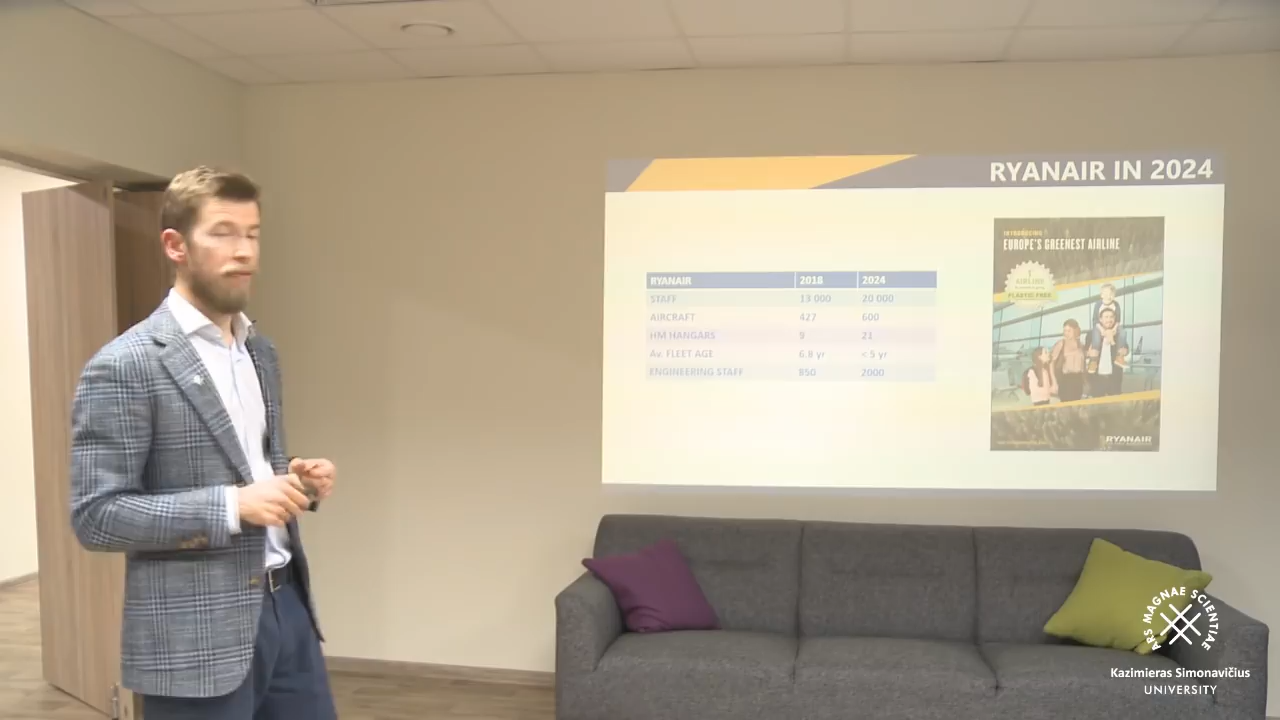 RYANAIR IN 2024
RYANAIR 2018 2024
STAFF 13 000 20 000
AIRCRAFT 427 600
HM HANGARS 9 21
Av. FLEET AGE 6.8 yr < 5 yr
ENGINEERING STAFF 850 2000
INTRODUCING
EUROPE'S GREENEST AIRLINE
AIRLINE
PLASTIC FREE
RYANAIR
ARS MAGNAE SCIENTIAE
Kazimieras Simonavičius
UNIVERSITY